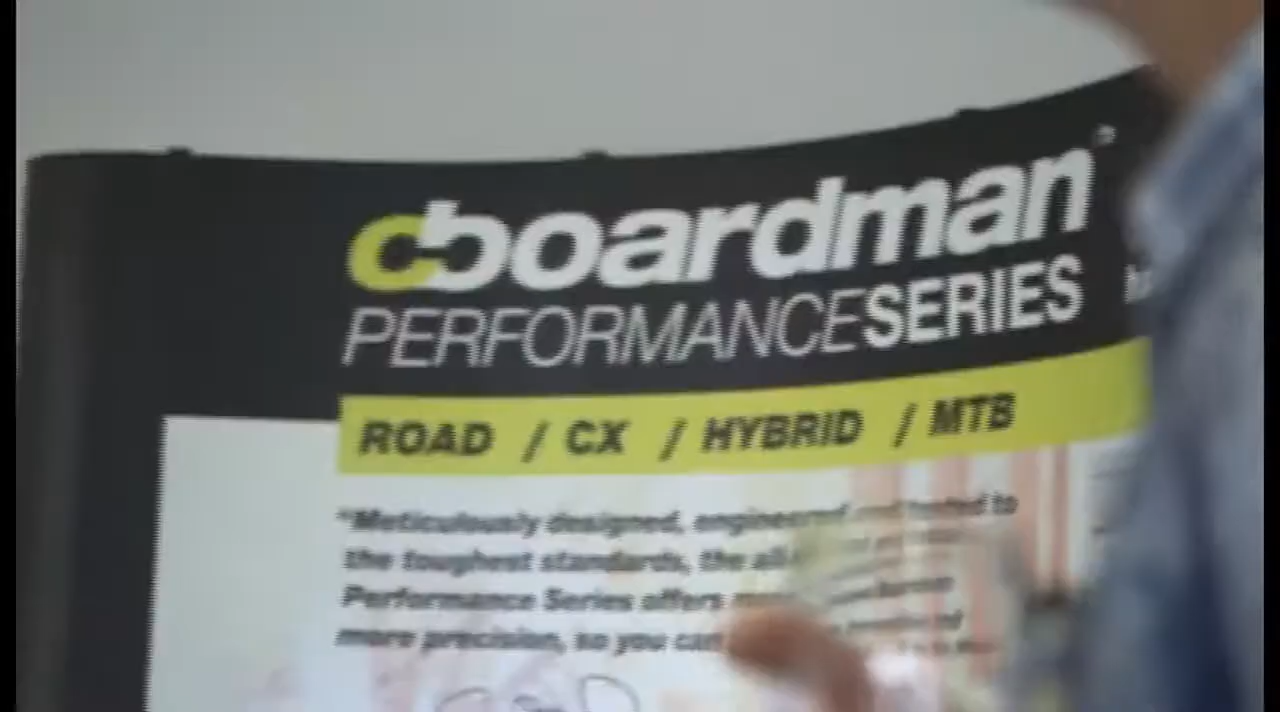 cboardman
PERFORMANCESERIES
ROAD / CX / HYBRID / MTB
"Meticulously designed, engineered and tested to
the toughest standards, the all
Performance Series offers
more precision, so you can